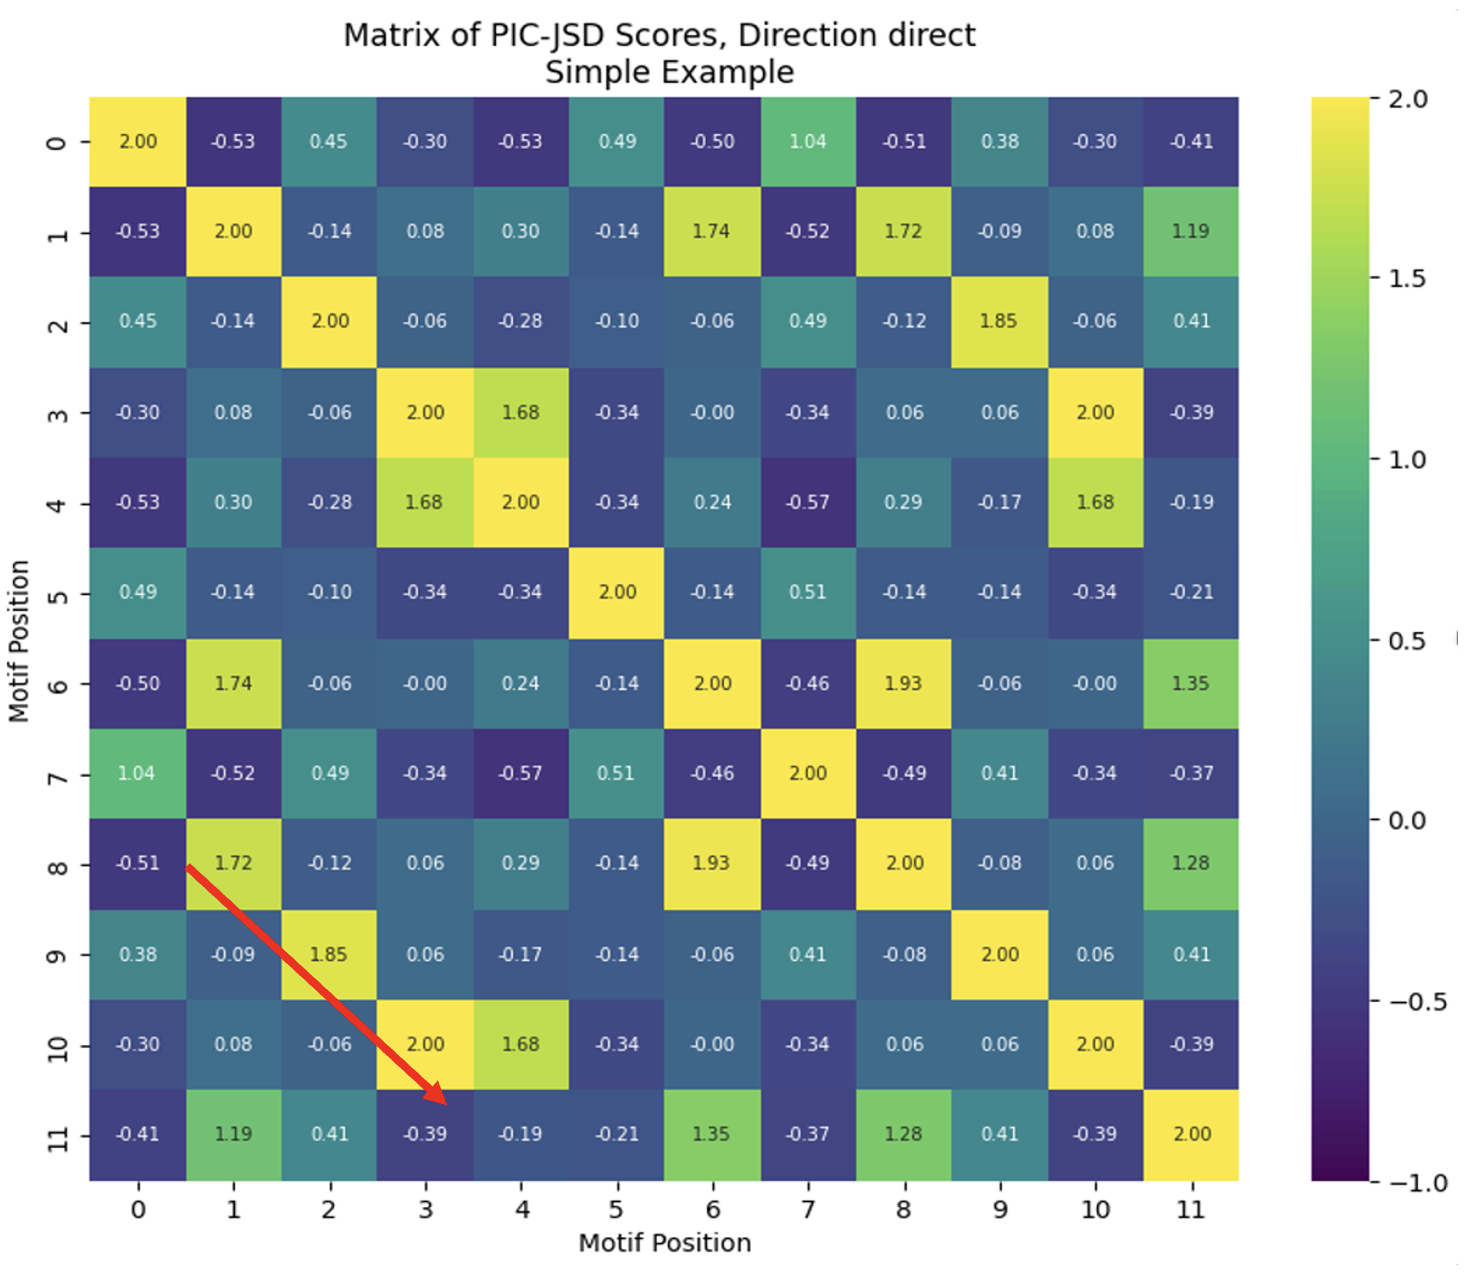 Matrix of PIC-JSD Scores, Direction direct
Simple Example
0 2.00 -0.53 0.45 -0.30 -0.53 0.49 -0.50 1.04 -0.51 0.38 -0.30 -0.41
1 -0.53 2.00 -0.14 0.08 0.30 -0.14 1.74 -0.52 1.72 -0.09 0.08 1.19
2 0.45 -0.14 2.00 -0.06 -0.28 -0.10 -0.06 0.49 -0.12 1.85 -0.06 0.41
3 -0.30 0.08 -0.06 2.00 1.68 -0.34 -0.00 -0.34 0.06 0.06 2.00 -0.39
4 -0.53 0.30 -0.28 1.68 2.00 -0.34 0.24 -0.57 0.29 -0.17 1.68 -0.19
5 0.49 -0.14 -0.10 -0.34 -0.34 2.00 -0.14 0.51 -0.14 -0.14 -0.34 -0.21
6 -0.50 1.74 -0.06 -0.00 0.24 -0.14 2.00 -0.46 1.93 -0.06 -0.00 1.35
7 1.04 -0.52 0.49 -0.34 -0.57 0.51 -0.46 2.00 -0.49 0.41 -0.34 -0.37
8 -0.51 1.72 -0.12 0.06 0.29 -0.14 1.93 -0.49 2.00 -0.08 0.06 1.28
9 0.38 -0.09 1.85 0.06 -0.17 -0.14 -0.06 0.41 -0.08 2.00 0.06 0.41
10 -0.30 0.08 -0.06 2.00 1.68 -0.34 -0.00 -0.34 0.06 0.06 2.00 -0.39
11 -0.41 1.19 0.41 -0.39 -0.19 -0.21 1.35 -0.37 1.28 0.41 -0.39 2.00
0 1 2 3 4 5 6 7 8 9 10 11
Motif Position
Motif Position
2.0
1.5
1.0
0.5
0.0
−0.5
−1.0